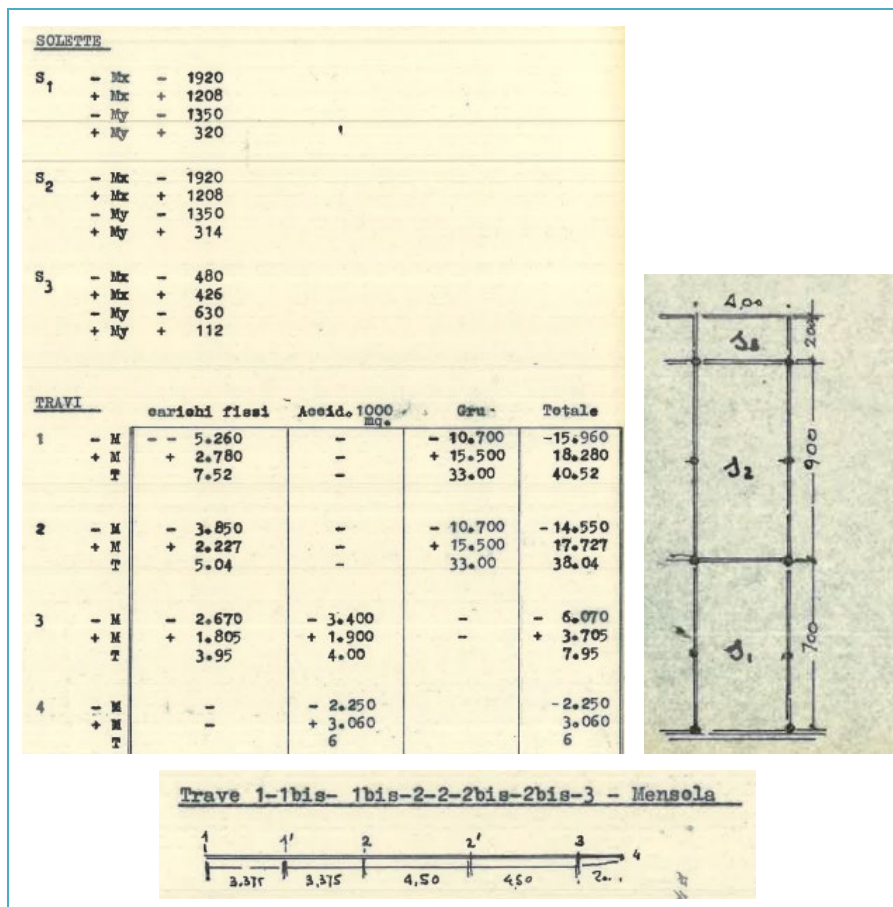 SOLETTE
S1 - Mx - 1920
+ Mx + 1208
- My - 1350
+ My + 320
S2 - Mx - 1920
+ Mx + 1208
- My - 1350
+ My + 314
S3 - Mx - 480
+ Mx + 426
- My - 630
+ My + 112
TRAVI carichi fissi Accid. 1000 mq. Gru Totale
1 - M - - 5.260 - - 10.700 -15.960
+ M + 2.780 - + 15.500 18.280
T 7.52 - 33.00 40.52
2 - M - 3.850 - - 10.700 - 14.550
+ M + 2.227 - + 15.500 17.727
T 5.04 - 33.00 38.04
3 - M - 2.670 - 3.400 - - 6.070
+ M + 1.805 + 1.900 - + 3.705
T 3.95 4.00 7.95
4 - M - - 2.250 -2.250
+ M - + 3.060 3.060
T 6 6
4,00
S3
200
S2
900
S1
700
Trave 1-1bis- 1bis-2-2-2bis-2bis-3 - Mensola
1 1' 2 2' 3 4
3,375 3,375 4,50 4,50 2..